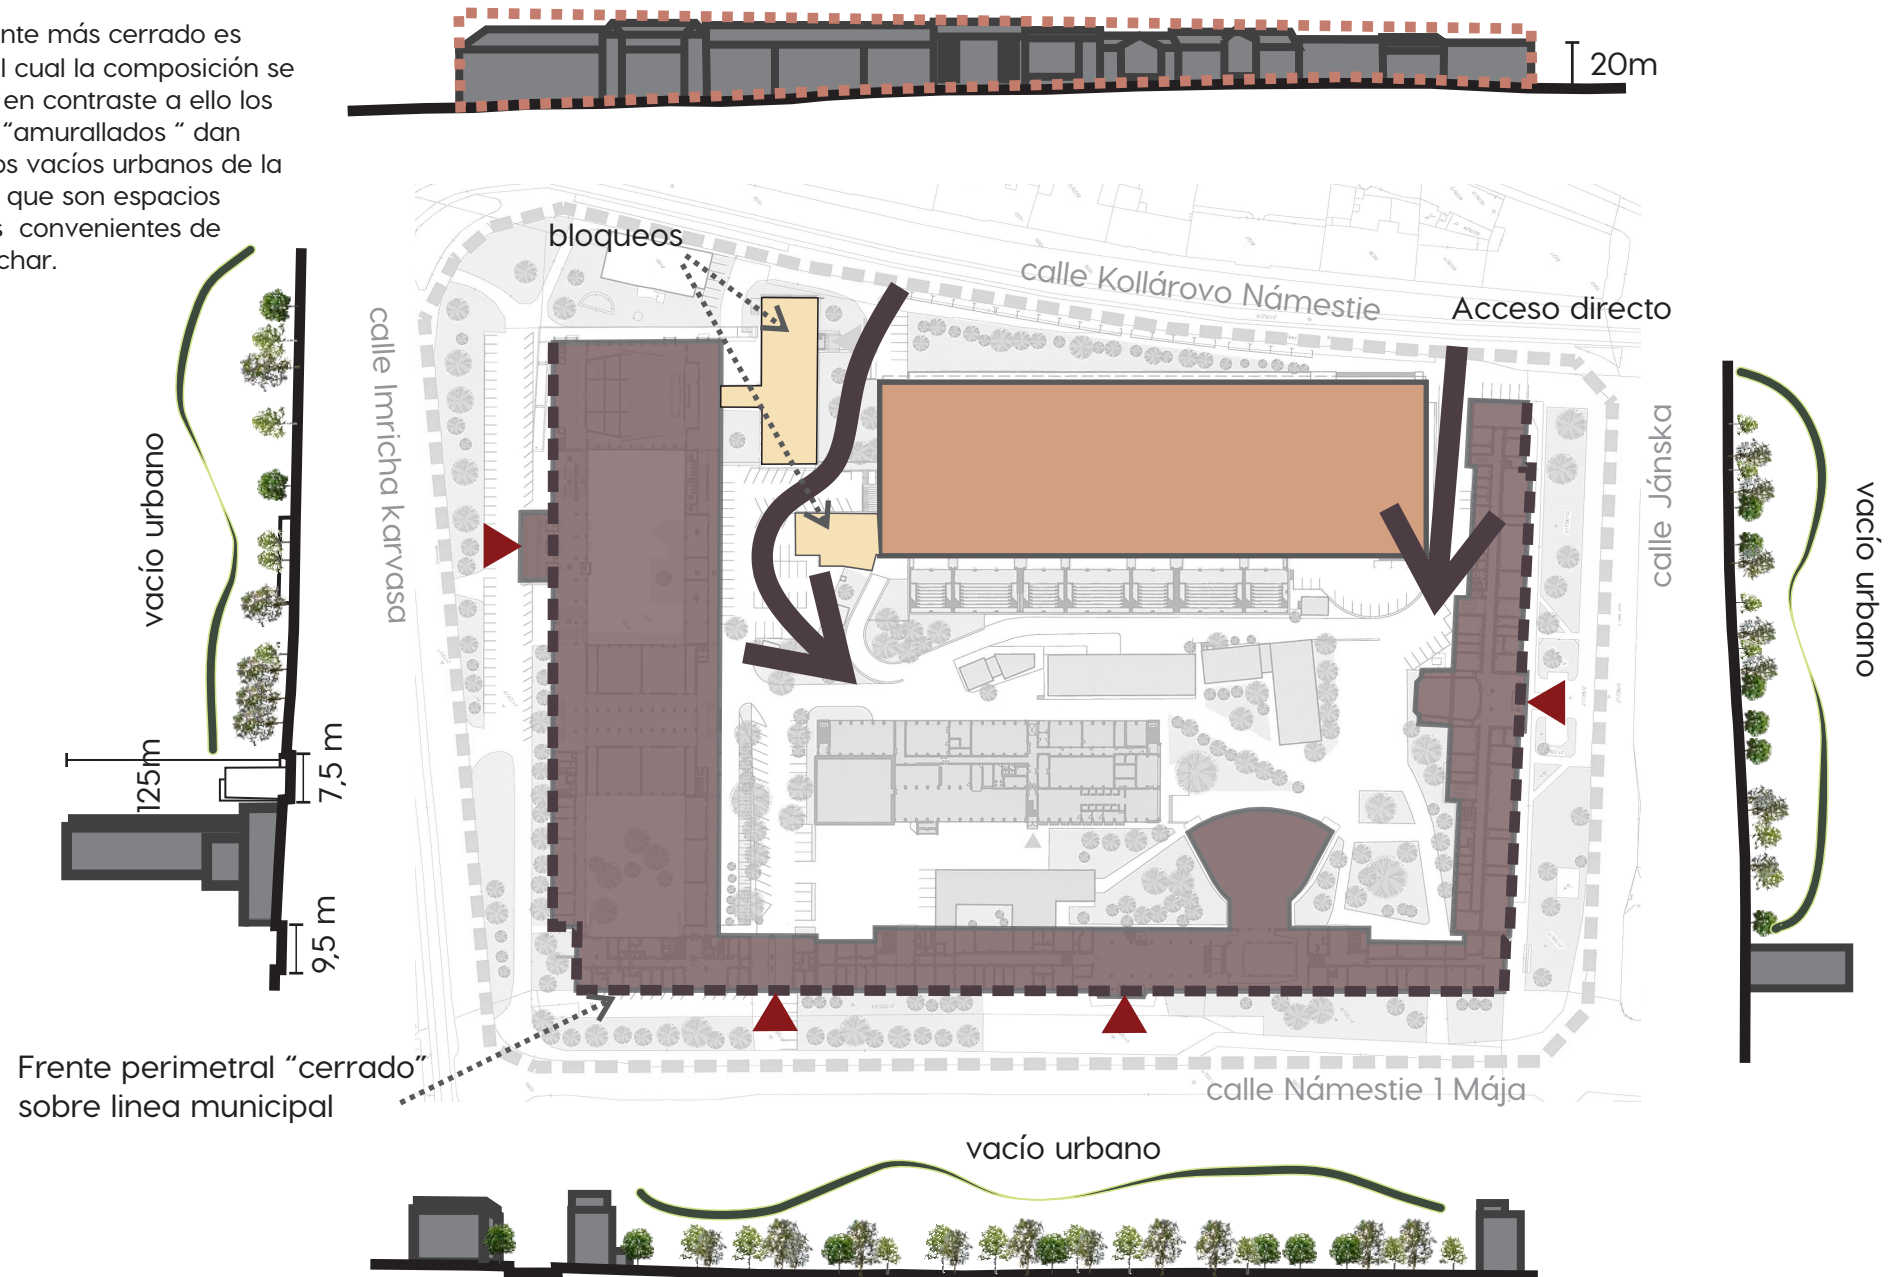 nte más cerrado es
l cual la composición se
en contraste a ello los
“amurallados “ dan
os vacíos urbanos de la
que son espacios
s convenientes de
char.
20m
bloqueos
calle Kollárovo Námestie
Acceso directo
calle Imricha karvasa
calle Jánska
vacío urbano
vacío urbano
125m
7,5 m
9,5 m
Frente perimetral “cerrado”
sobre linea municipal
calle Námestie 1 Mája
vacío urbano